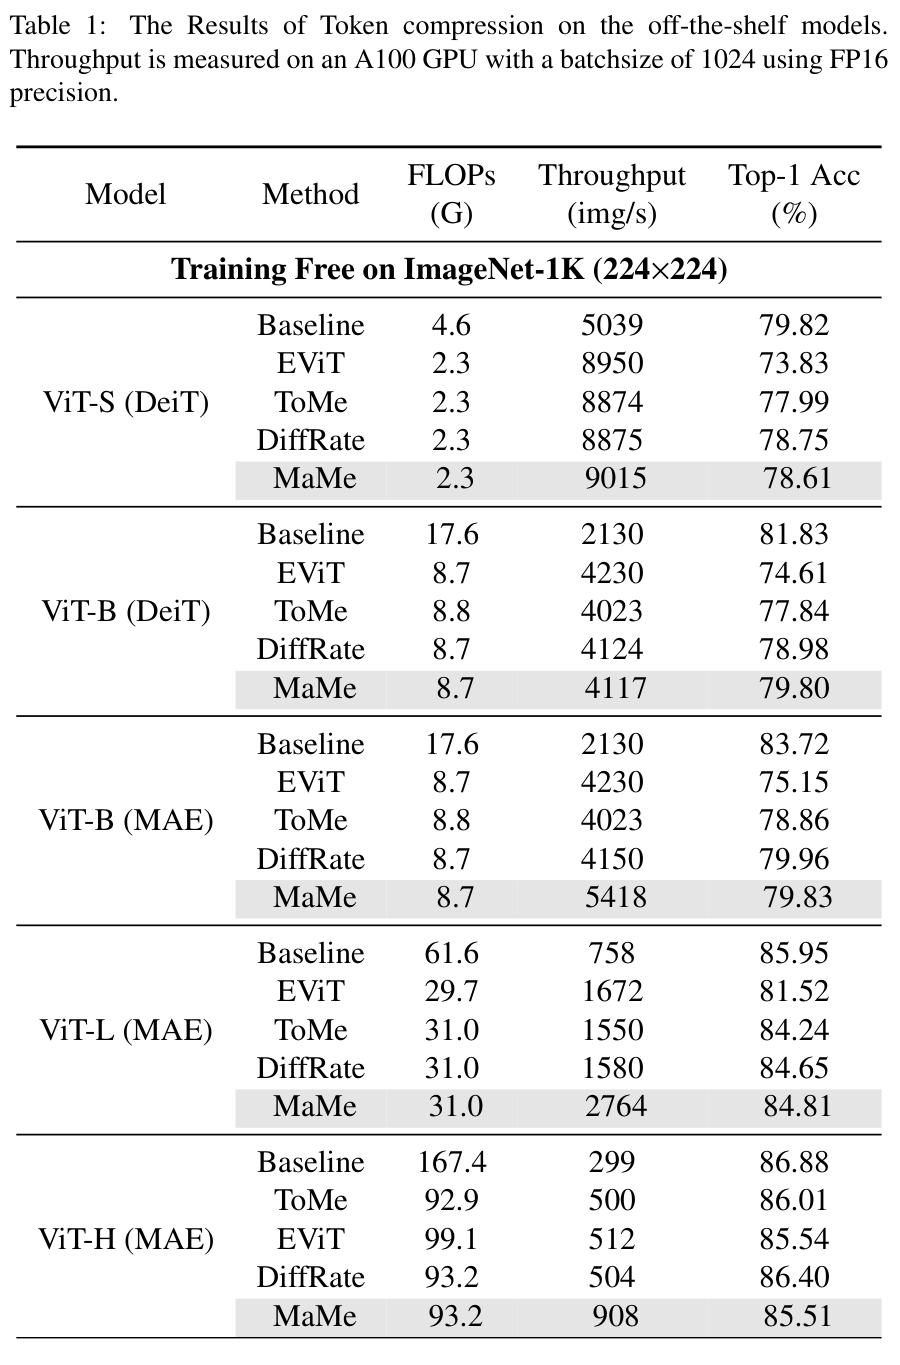 Table 1: The Results of Token compression on the off-the-shelf models.
Throughput is measured on an A100 GPU with a batchsize of 1024 using FP16
precision.
Model Method FLOPs (G) Throughput (img/s) Top-1 Acc (%)
Training Free on ImageNet-1K (224×224)
ViT-S (DeiT)
Baseline 4.6 5039 79.82
EViT 2.3 8950 73.83
ToMe 2.3 8874 77.99
DiffRate 2.3 8875 78.75
MaMe 2.3 9015 78.61
ViT-B (DeiT)
Baseline 17.6 2130 81.83
EViT 8.7 4230 74.61
ToMe 8.8 4023 77.84
DiffRate 8.7 4124 78.98
MaMe 8.7 4117 79.80
ViT-B (MAE)
Baseline 17.6 2130 83.72
EViT 8.7 4230 75.15
ToMe 8.8 4023 78.86
DiffRate 8.7 4150 79.96
MaMe 8.7 5418 79.83
ViT-L (MAE)
Baseline 61.6 758 85.95
EViT 29.7 1672 81.52
ToMe 31.0 1550 84.24
DiffRate 31.0 1580 84.65
MaMe 31.0 2764 84.81
ViT-H (MAE)
Baseline 167.4 299 86.88
ToMe 92.9 500 86.01
EViT 99.1 512 85.54
DiffRate 93.2 504 86.40
MaMe 93.2 908 85.51